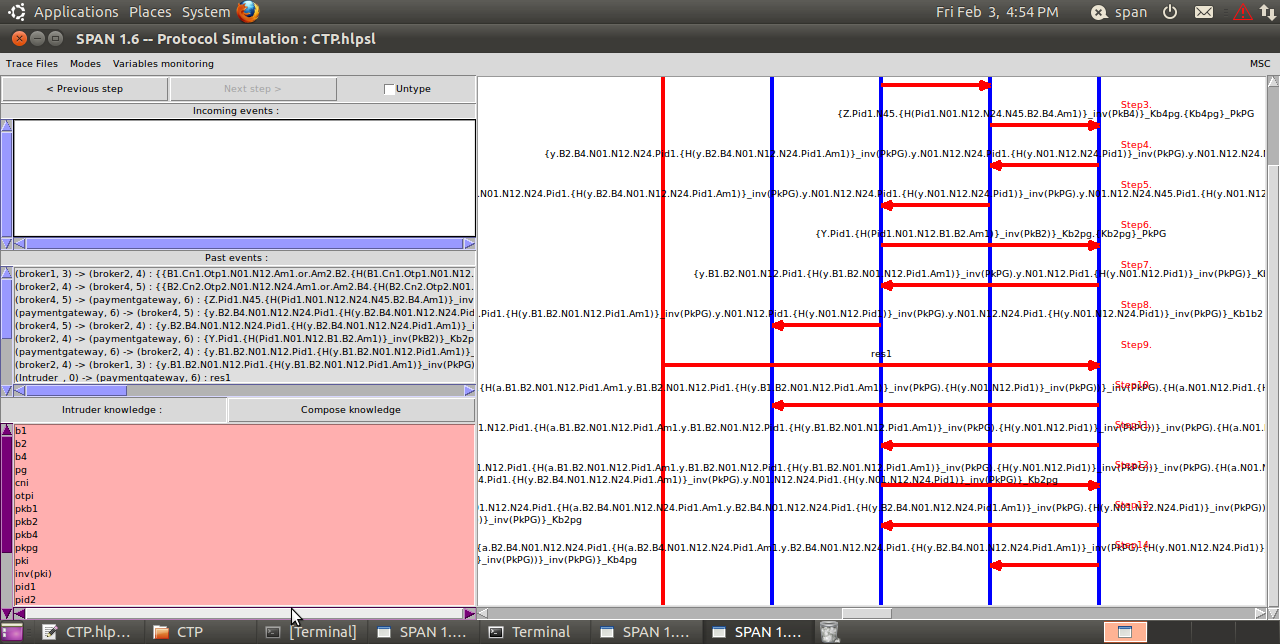 Applications Places System Fri Feb 3, 4:54 PM span
SPAN 1.6 -- Protocol Simulation : CTP.hlpsl
Trace Files Modes Variables monitoring MSC
< Previous step Next step > Untype
Incoming events :
Past events :
(broker1, 3) -> (broker2, 4) : {{B1.Cn1.Otp1.N01.N12.Am1.or.Am2.B2.{H(B1.Cn1.Otp1.N01.N12.
(broker2, 4) -> (broker4, 5) : {{B2.Cn2.Otp2.N01.N12.N24.Am1.or.Am2.B4.{H(B2.Cn2.Otp2.N01.
(broker4, 5) -> (paymentgateway, 6) : {Z.Pid1.N45.{H(Pid1.N01.N12.N24.N45.B2.B4.Am1)}_inv
(paymentgateway, 6) -> (broker4, 5) : {y.B2.B4.N01.N12.N24.Pid1.{H(y.B2.B4.N01.N12.N24.Pid
(broker4, 5) -> (broker2, 4) : {y.B2.B4.N01.N12.N24.Pid1.{H(y.B2.B4.N01.N12.N24.Pid1.Am1)}_i
(broker2, 4) -> (paymentgateway, 6) : {Y.Pid1.{H(Pid1.N01.N12.B1.B2.Am1)}_inv(PkB2)}_Kb2p
(paymentgateway, 6) -> (broker2, 4) : {y.B1.B2.N01.N12.Pid1.{H(y.B1.B2.N01.N12.Pid1.Am1)}_
(broker2, 4) -> (broker1, 3) : {y.B1.B2.N01.N12.Pid1.{H(y.B1.B2.N01.N12.Pid1.Am1)}_inv(PkPG)
(Intruder_, 0) -> (paymentgateway, 6) : res1
Intruder knowledge : Compose knowledge
b1
b2
b4
pg
cni
otpi
pkb1
pkb2
pkb4
pkpg
pki
inv(pki)
pid1
pid2
Step3.
{Z.Pid1.N45.{H(Pid1.N01.N12.N24.N45.B2.B4.Am1)}_inv(PkB4)}_Kb4pg.{Kb4pg}_PkPG
Step4.
{y.B2.B4.N01.N12.N24.Pid1.{H(y.B2.B4.N01.N12.N24.Pid1.Am1)}_inv(PkPG).y.N01.N12.N24.Pid1.{H(y.N01.N12.N24.Pid1)}_inv(PkPG).y.N01.N12.N24.
Step5.
.N01.N12.N24.Pid1.{H(y.B2.B4.N01.N12.N24.Pid1.Am1)}_inv(PkPG).y.N01.N12.N24.Pid1.{H(y.N01.N12.N24.Pid1)}_inv(PkPG).y.N01.N12.N24.N45.Pid1.{H(y.N01.
Step6.
{Y.Pid1.{H(Pid1.N01.N12.B1.B2.Am1)}_inv(PkB2)}_Kb2pg.{Kb2pg}_PkPG
Step7.
{y.B1.B2.N01.N12.Pid1.{H(y.B1.B2.N01.N12.Pid1.Am1)}_inv(PkPG).y.N01.N12.Pid1.{H(y.N01.N12.Pid1)}_inv(PkPG)}_Kl
Step8.
.Pid1.{H(y.B1.B2.N01.N12.Pid1.Am1)}_inv(PkPG).y.N01.N12.Pid1.{H(y.N01.N12.Pid1)}_inv(PkPG).y.N01.N12.N24.Pid1.{H(y.N01.N12.N24.Pid1)}_inv(PkPG)}_Kb1b2
Step9.
res1
Step10.
{H(a.B1.B2.N01.N12.Pid1.Am1.y.B1.B2.N01.N12.Pid1.{H(y.B1.B2.N01.N12.Pid1.Am1)}_inv(PkPG).{H(y.N01.N12.Pid1)}_inv(PkPG))}_inv(PkPG).{H(a.N01.N12.Pid1.{H
Step11.
.N12.Pid1.{H(a.B1.B2.N01.N12.Pid1.Am1.y.B1.B2.N01.N12.Pid1.{H(y.B1.B2.N01.N12.Pid1.Am1)}_inv(PkPG).{H(y.N01.N12.Pid1)}_inv(PkPG))}_inv(PkPG).{H(a.N01.
Step12.
1.N12.Pid1.{H(a.B1.B2.N01.N12.Pid1.Am1.y.B1.B2.N01.N12.Pid1.{H(y.B1.B2.N01.N12.Pid1.Am1)}_inv(PkPG).{H(y.N01.N12.Pid1)}_inv(PkPG))}_inv(PkPG).{H(a.N01.N
4.Pid1.{H(y.B2.B4.N01.N12.N24.Pid1.Am1)}_inv(PkPG).y.N01.N12.N24.Pid1.{H(y.N01.N12.N24.Pid1)}_inv(PkPG)}_Kb2pg
Step13.
1.N12.N24.Pid1.{H(a.B2.B4.N01.N12.N24.Pid1.Am1.y.B2.B4.N01.N12.N24.Pid1.{H(y.B2.B4.N01.N12.N24.Pid1.Am1)}_inv(PkPG).{H(y.N01.N12.N24.Pid1)}_inv(PkPG))
)}_inv(PkPG)}_Kb2pg
Step14.
{a.B2.B4.N01.N12.N24.Pid1.{H(a.B2.B4.N01.N12.N24.Pid1.Am1.y.B2.B4.N01.N12.N24.Pid1.{H(y.B2.B4.N01.N12.N24.Pid1.Am1)}_inv(PkPG).{H(y.N01.N12.N24.Pid1)}
_inv(PkPG))}_inv(PkPG)}_Kb4pg
CTP.hlp... CTP [Terminal] SPAN 1.... Terminal SPAN 1.... SPAN 1....